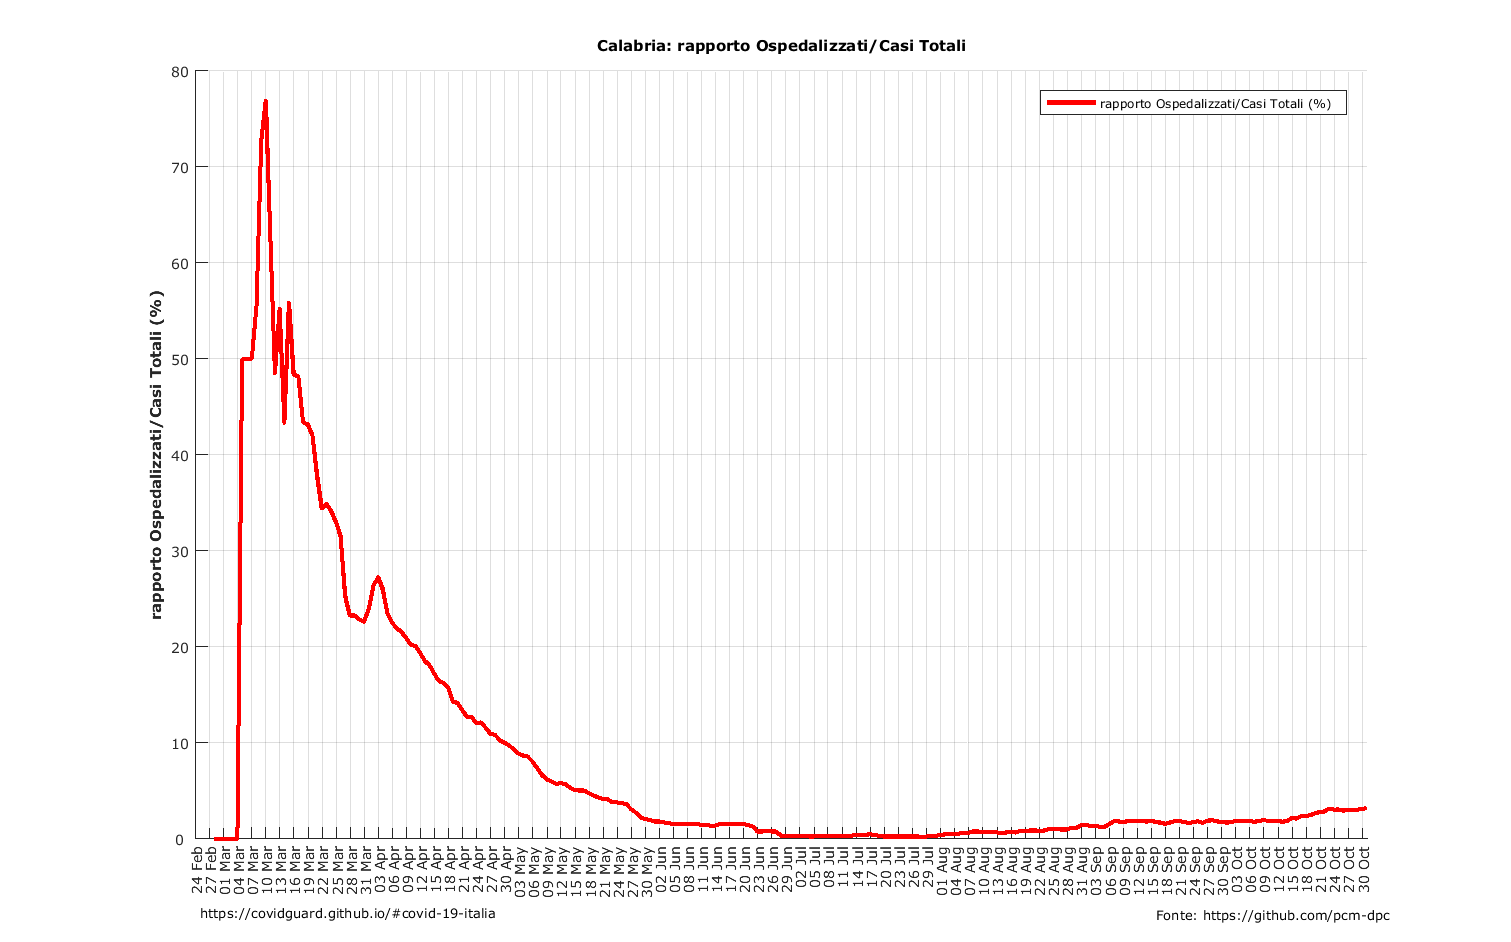 Calabria: rapporto Ospedalizzati/Casi Totali
rapporto Ospedalizzati/Casi Totali (%)
rapporto Ospedalizzati/Casi Totali (%)
80
70
60
50
40
30
20
10
0
24 Feb
27 Feb
01 Mar
04 Mar
07 Mar
10 Mar
13 Mar
16 Mar
19 Mar
22 Mar
25 Mar
28 Mar
31 Mar
03 Apr
06 Apr
09 Apr
12 Apr
15 Apr
18 Apr
21 Apr
24 Apr
27 Apr
30 Apr
03 May
06 May
09 May
12 May
15 May
18 May
21 May
24 May
27 May
30 May
02 Jun
05 Jun
08 Jun
11 Jun
14 Jun
17 Jun
20 Jun
23 Jun
26 Jun
29 Jun
02 Jul
05 Jul
08 Jul
11 Jul
14 Jul
17 Jul
20 Jul
23 Jul
26 Jul
29 Jul
01 Aug
04 Aug
07 Aug
10 Aug
13 Aug
16 Aug
19 Aug
22 Aug
25 Aug
28 Aug
31 Aug
03 Sep
06 Sep
09 Sep
12 Sep
15 Sep
18 Sep
21 Sep
24 Sep
27 Sep
30 Sep
03 Oct
06 Oct
09 Oct
12 Oct
15 Oct
18 Oct
21 Oct
24 Oct
27 Oct
30 Oct
https://covidguard.github.io/#covid-19-italia
Fonte: https://github.com/pcm-dpc